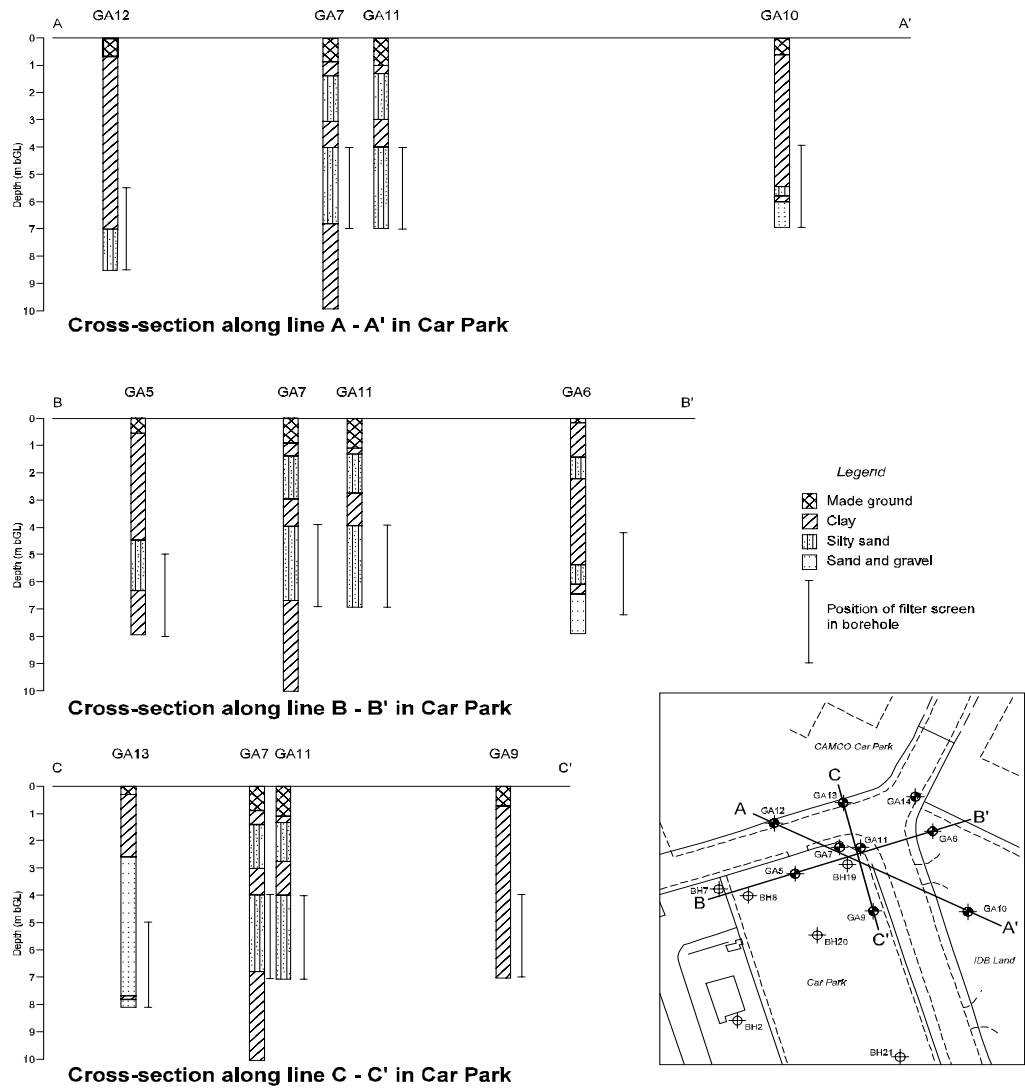 A GA12 GA7 GA11 GA10 A'
0
1
2
3
4
5
6
7
8
9
10
Depth (m bGL)
Cross-section along line A - A' in Car Park
B GA5 GA7 GA11 GA6 B'
0
1
2
3
4
5
6
7
8
9
10
Depth (m bGL)
Cross-section along line B - B' in Car Park
Legend
Made ground
Clay
Silty sand
Sand and gravel
Position of filter screen
in borehole
C GA13 GA7 GA11 GA9 C'
0
1
2
3
4
5
6
7
8
9
10
Depth (m bGL)
Cross-section along line C - C' in Car Park
CAMCO Car Park
C
GA13
GA14
A
GA12
B'
GA6
GA7
GA11
GA5
BH19
BH7
BH8
B
GA9
GA10
C'
A'
BH20
IDB Land
Car Park
BH2
BH21